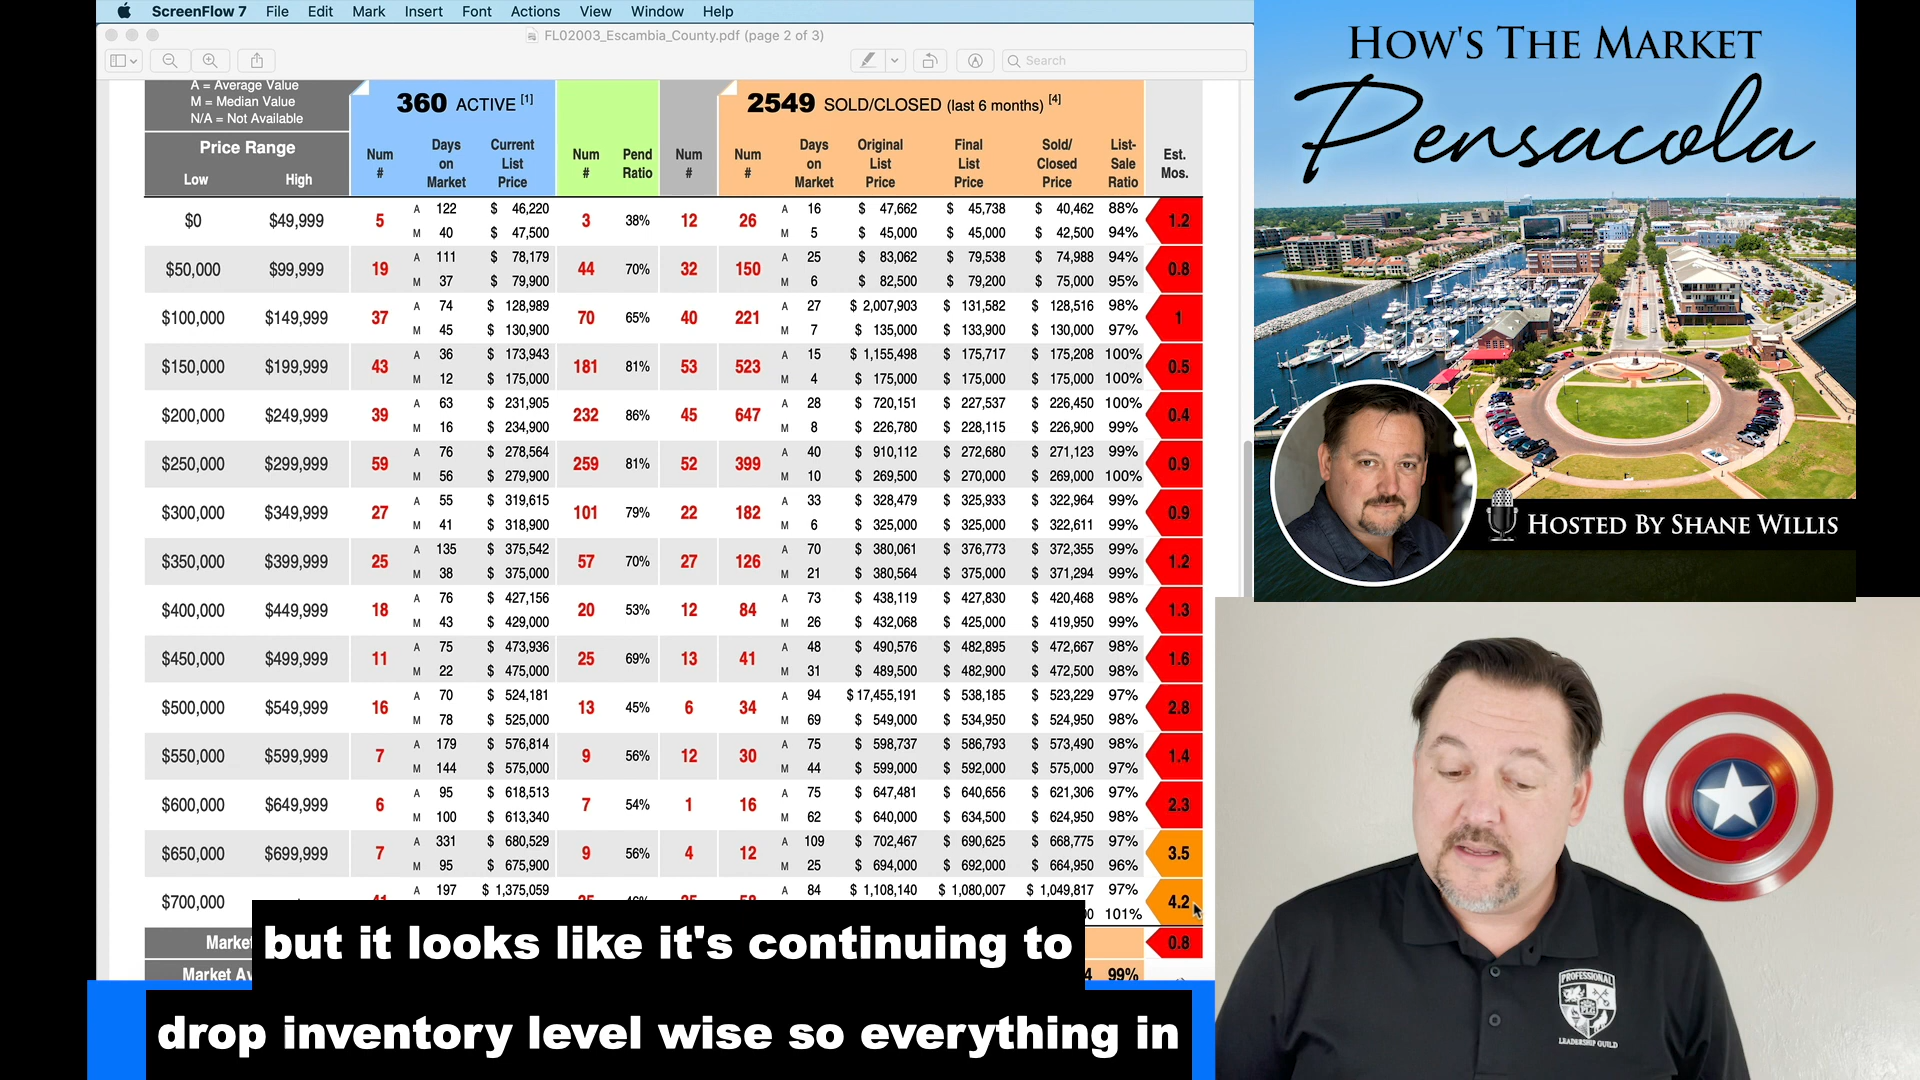 ScreenFlow 7 File Edit Mark Insert Font Actions View Window Help
FL02003_Escambia_County.pdf (page 2 of 3)
Search
A = Average Value
M = Median Value
N/A = Not Available
360 ACTIVE [1]
2549 SOLD/CLOSED (last 6 months) [4]
Price Range
Low High
Num # Days on Market Current List Price Num # Pend Ratio Num # Num # Days on Market Original List Price Final List Price Sold/Closed Price List-Sale Ratio Est. Mos.
$0 $49,999 5 A 122 $ 46,220 3 38% 12 26 A 16 $ 47,662 $ 45,738 $ 40,462 88% 1.2
M 40 $ 47,500 M 5 $ 45,000 $ 45,000 $ 42,500 94%
$50,000 $99,999 19 A 111 $ 78,179 44 70% 32 150 A 25 $ 83,062 $ 79,538 $ 74,988 94% 0.8
M 37 $ 79,900 M 6 $ 82,500 $ 79,200 $ 75,000 95%
$100,000 $149,999 37 A 74 $ 128,989 70 65% 40 221 A 27 $ 2,007,903 $ 131,582 $ 128,516 98% 1
M 45 $ 130,900 M 7 $ 135,000 $ 133,900 $ 130,000 97%
$150,000 $199,999 43 A 36 $ 173,943 181 81% 53 523 A 15 $ 1,155,498 $ 175,717 $ 175,208 100% 0.5
M 12 $ 175,000 M 4 $ 175,000 $ 175,000 $ 175,000 100%
$200,000 $249,999 39 A 63 $ 231,905 232 86% 45 647 A 28 $ 720,151 $ 227,537 $ 226,450 100% 0.4
M 16 $ 234,900 M 8 $ 226,780 $ 228,115 $ 226,900 99%
$250,000 $299,999 59 A 76 $ 278,564 259 81% 52 399 A 40 $ 910,112 $ 272,680 $ 271,123 99% 0.9
M 56 $ 279,900 M 10 $ 269,500 $ 270,000 $ 269,000 100%
$300,000 $349,999 27 A 55 $ 319,615 101 79% 22 182 A 33 $ 328,479 $ 325,933 $ 322,964 99% 0.9
M 41 $ 318,900 M 6 $ 325,000 $ 325,000 $ 322,611 99%
$350,000 $399,999 25 A 135 $ 375,542 57 70% 27 126 A 70 $ 380,061 $ 376,773 $ 372,355 99% 1.2
M 38 $ 375,000 M 21 $ 380,564 $ 375,000 $ 371,294 99%
$400,000 $449,999 18 A 76 $ 427,156 20 53% 12 84 A 73 $ 438,119 $ 427,830 $ 420,468 98% 1.3
M 43 $ 429,000 M 26 $ 432,068 $ 425,000 $ 419,950 99%
$450,000 $499,999 11 A 75 $ 473,936 25 69% 13 41 A 48 $ 490,576 $ 482,895 $ 472,667 98% 1.6
M 22 $ 475,000 M 31 $ 489,500 $ 482,900 $ 472,500 98%
$500,000 $549,999 16 A 70 $ 524,181 13 45% 6 34 A 94 $ 17,455,191 $ 538,185 $ 523,229 97% 2.8
M 78 $ 525,000 M 69 $ 549,000 $ 534,950 $ 524,950 98%
$550,000 $599,999 7 A 179 $ 576,814 9 56% 12 30 A 75 $ 598,737 $ 586,793 $ 573,490 98% 1.4
M 144 $ 575,000 M 44 $ 599,000 $ 592,000 $ 575,000 97%
$600,000 $649,999 6 A 95 $ 618,513 7 54% 1 16 A 75 $ 647,481 $ 640,656 $ 621,306 97% 2.3
M 100 $ 613,340 M 62 $ 640,000 $ 634,500 $ 624,950 98%
$650,000 $699,999 7 A 331 $ 680,529 9 56% 4 12 A 109 $ 702,467 $ 690,625 $ 668,775 97% 3.5
M 95 $ 675,900 M 25 $ 694,000 $ 692,000 $ 664,950 96%
$700,000 A 197 $ 1,375,059 A 84 $ 1,108,140 $ 1,080,007 $ 1,049,817 97% 4.2
101%
Market 0.8
Market Av 4 99%
but it looks like it's continuing to
drop inventory level wise so everything in
HOW'S THE MARKET
Pensacola
HOSTED BY SHANE WILLIS
PROFESSIONAL
PLG
LEADERSHIP GUILD